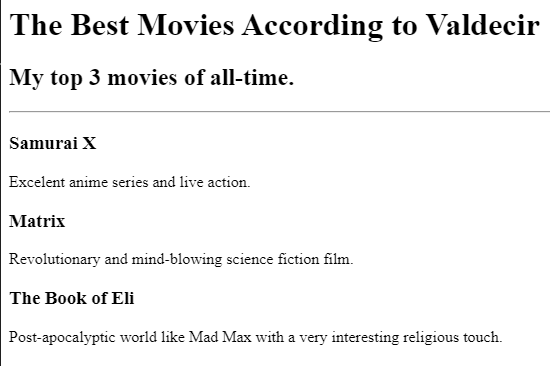 The Best Movies According to Valdecir
My top 3 movies of all-time.
Samurai X
Excelent anime series and live action.
Matrix
Revolutionary and mind-blowing science fiction film.
The Book of Eli
Post-apocalyptic world like Mad Max with a very interesting religious touch.